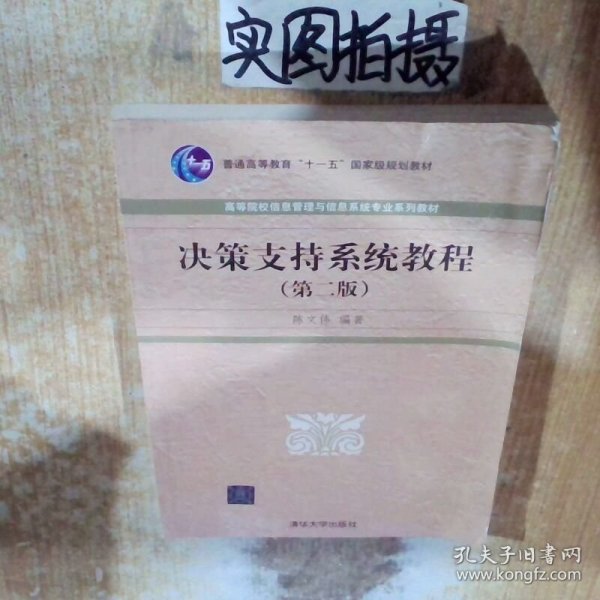 实图拍摄
十一五
普通高等教育“十一五”国家级规划教材
高等院校信息管理与信息系统专业系列教材
决策支持系统教程
（第二版）
陈文伟 编著
清华大学出版社
孔夫子旧书网
www.kongfz.com